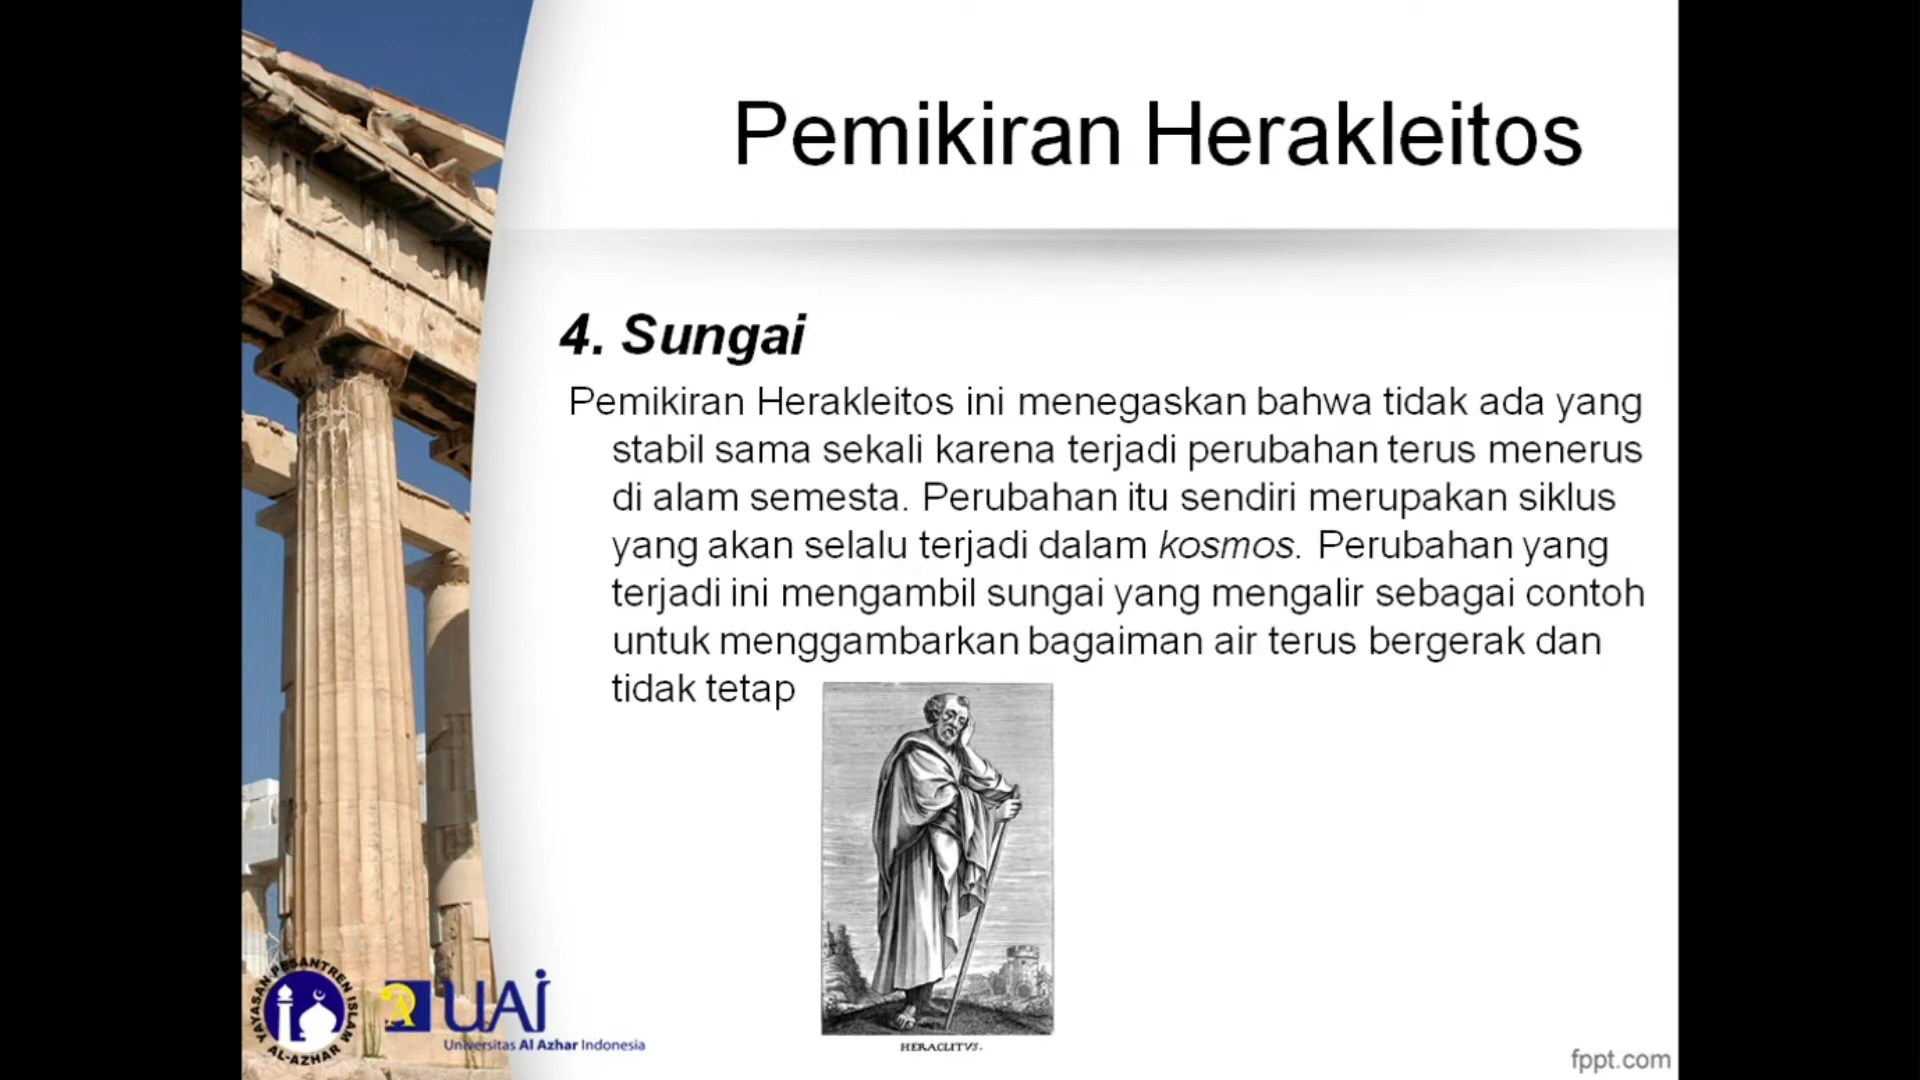 Pemikiran Herakleitos
4. Sungai
Pemikiran Herakleitos ini menegaskan bahwa tidak ada yang
stabil sama sekali karena terjadi perubahan terus menerus
di alam semesta. Perubahan itu sendiri merupakan siklus
yang akan selalu terjadi dalam kosmos. Perubahan yang
terjadi ini mengambil sungai yang mengalir sebagai contoh
untuk menggambarkan bagaiman air terus bergerak dan
tidak tetap
HERACLITVS.
YAYASAN PESANTREN ISLAM
AL-AZHAR
UAI
Universitas Al Azhar Indonesia
fppt.com